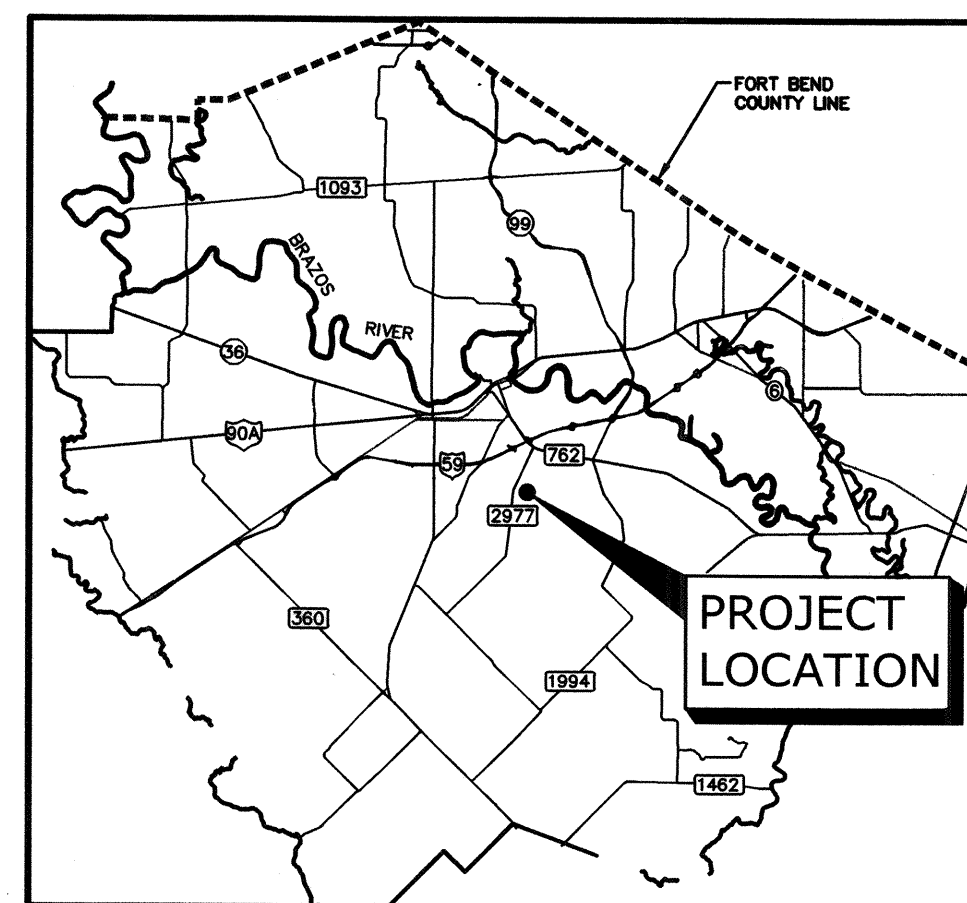 FORT BEND
COUNTY LINE
1093
99
BRAZOS
RIVER
36
6
90A
59
762
2977
PROJECT
LOCATION
360
1994
1462